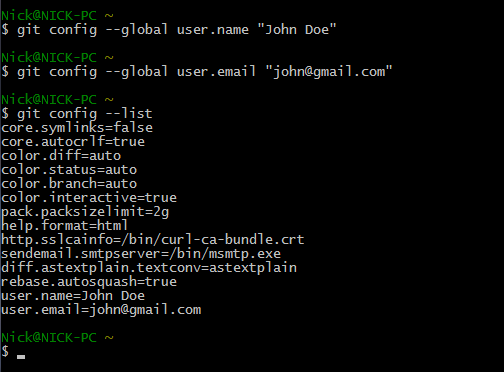 Nick@NICK-PC ~
$ git config --global user.name "John Doe"
Nick@NICK-PC ~
$ git config --global user.email "john@gmail.com"
Nick@NICK-PC ~
$ git config --list
core.symlinks=false
core.autocrlf=true
color.diff=auto
color.status=auto
color.branch=auto
color.interactive=true
pack.packsizelimit=2g
help.format=html
http.sslcainfo=/bin/curl-ca-bundle.crt
sendemail.smtpserver=/bin/msmtp.exe
diff.astextplain.textconv=astextplain
rebase.autosquash=true
user.name=John Doe
user.email=john@gmail.com
Nick@NICK-PC ~
$